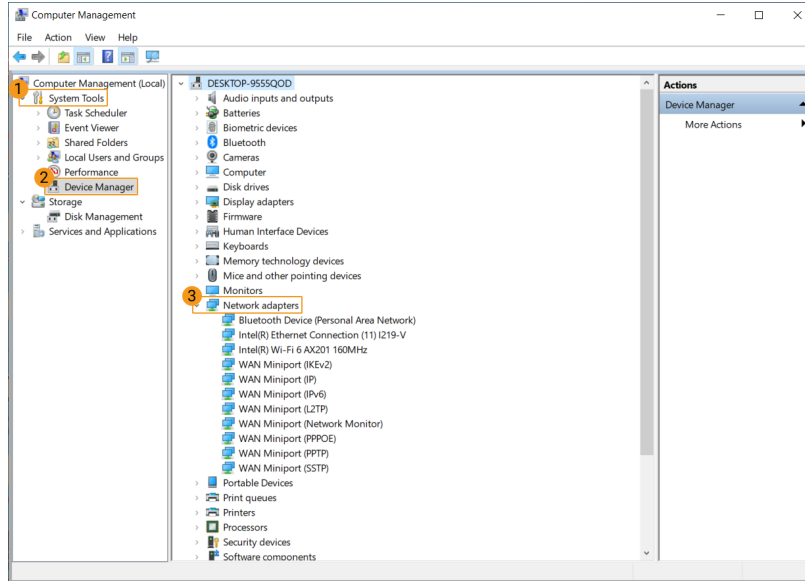 Computer Management
File Action View Help
Computer Management (Local)
1
System Tools
Task Scheduler
Event Viewer
Shared Folders
Local Users and Groups
Performance
2
Device Manager
Storage
Disk Management
Services and Applications
DESKTOP-9555QOD
Audio inputs and outputs
Batteries
Biometric devices
Bluetooth
Cameras
Computer
Disk drives
Display adapters
Firmware
Human Interface Devices
Keyboards
Memory technology devices
Mice and other pointing devices
Monitors
3
Network adapters
Bluetooth Device (Personal Area Network)
Intel(R) Ethernet Connection (11) I219-V
Intel(R) Wi-Fi 6 AX201 160MHz
WAN Miniport (IKEv2)
WAN Miniport (IP)
WAN Miniport (IPv6)
WAN Miniport (L2TP)
WAN Miniport (Network Monitor)
WAN Miniport (PPPOE)
WAN Miniport (PPTP)
WAN Miniport (SSTP)
Portable Devices
Print queues
Printers
Processors
Security devices
Software components
Actions
Device Manager
More Actions